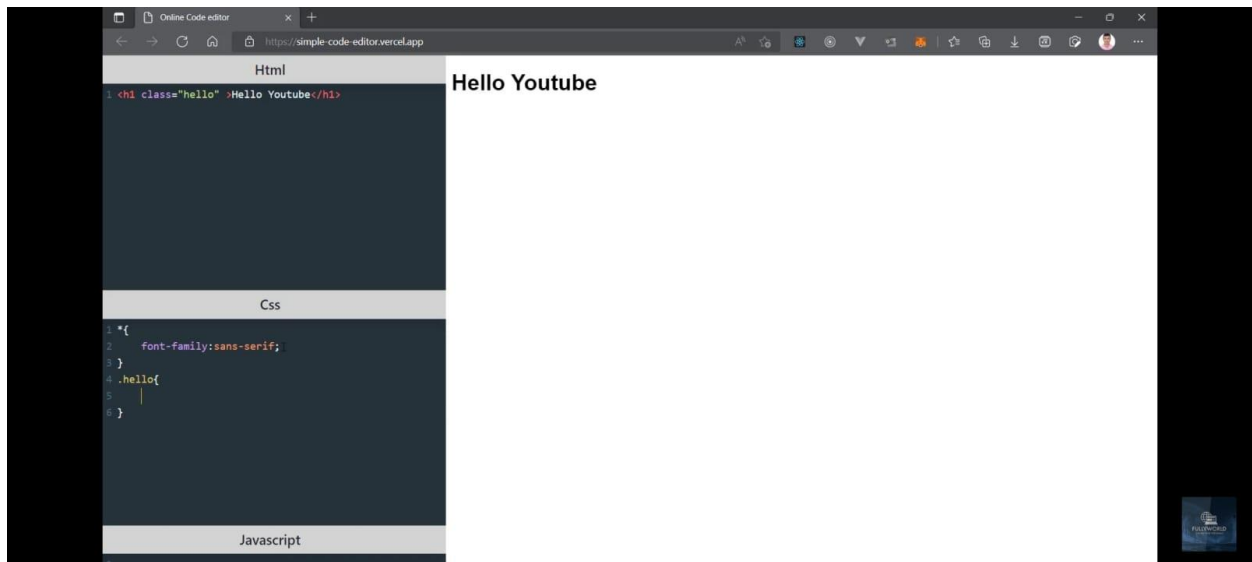 Online Code editor
https://simple-code-editor.vercel.app
Html
1 <h1 class="hello" >Hello Youtube</h1>
Hello Youtube
Css
1 *{
2 font-family:sans-serif;
3 }
4 .hello{
5
6 }
Javascript